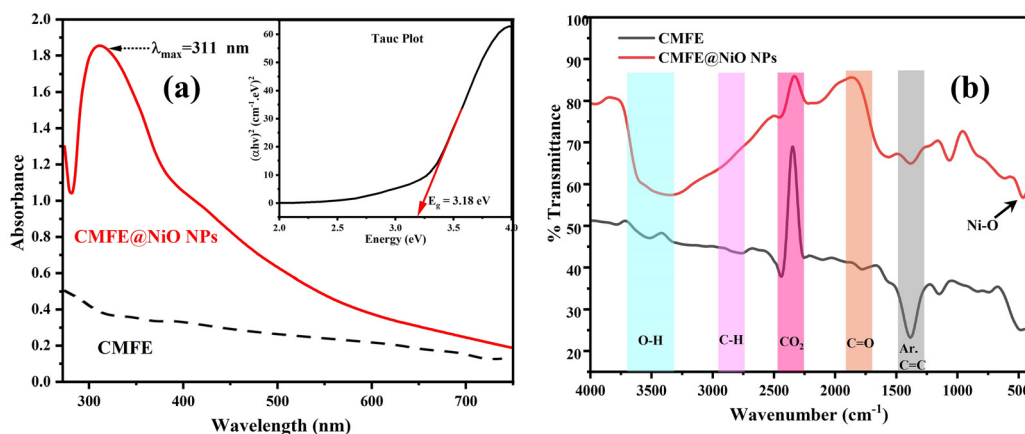 2.0
1.8
1.6
1.4
1.2
1.0
0.8
0.6
0.4
0.2
0.0
Absorbance
300 400 500 600 700
Wavelength (nm)
λmax=311 nm
(a)
CMFE@NiO NPs
CMFE
Tauc Plot
60
50
40
30
20
10
0
(αhν)² (cm⁻¹.eV)²
2.0 2.5 3.0 3.5 4.0
Energy (eV)
Eg = 3.18 eV
CMFE
CMFE@NiO NPs
(b)
100
90
80
70
60
50
40
30
20
% Transmittance
Ni-O
O-H
C-H
CO₂
C=O
Ar.
C=C
4000 3500 3000 2500 2000 1500 1000 500
Wavenumber (cm⁻¹)